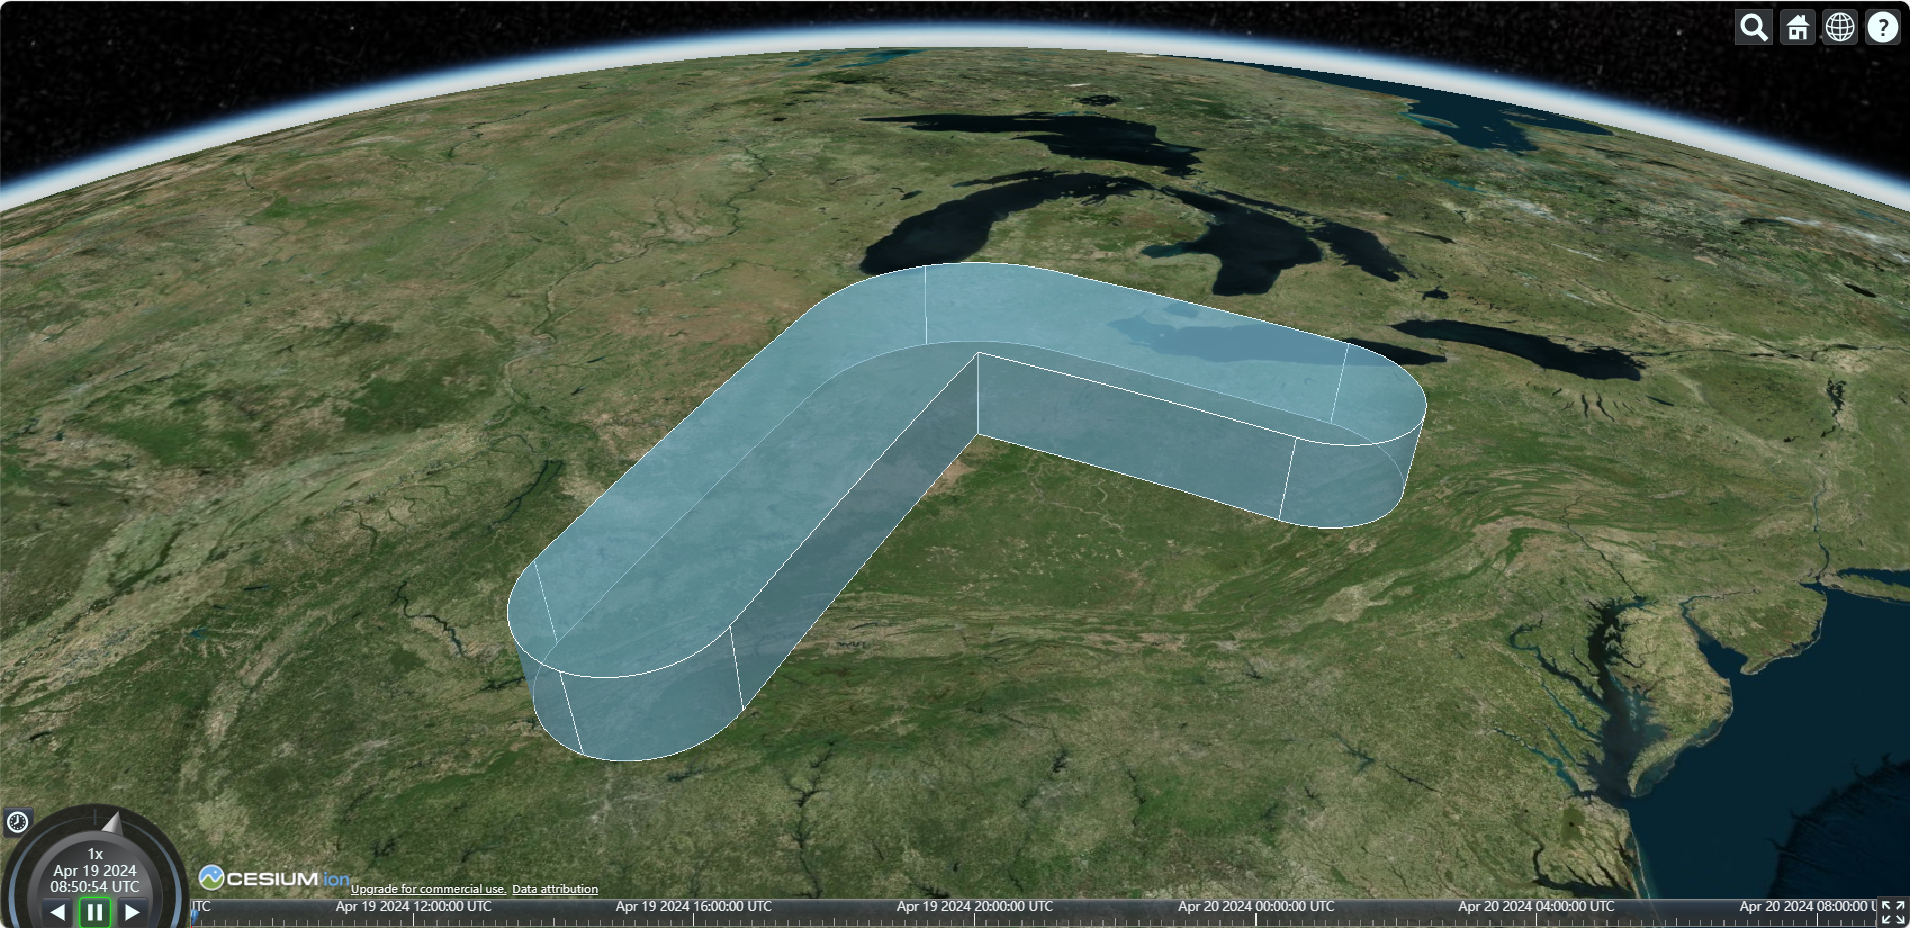 ?
1x
Apr 19 2024
08:50:54 UTC
CESIUM ion
Upgrade for commercial use. Data attribution
JTC
Apr 19 2024 12:00:00 UTC
Apr 19 2024 16:00:00 UTC
Apr 19 2024 20:00:00 UTC
Apr 20 2024 00:00:00 UTC
Apr 20 2024 04:00:00 UTC
Apr 20 2024 08:00:00 U